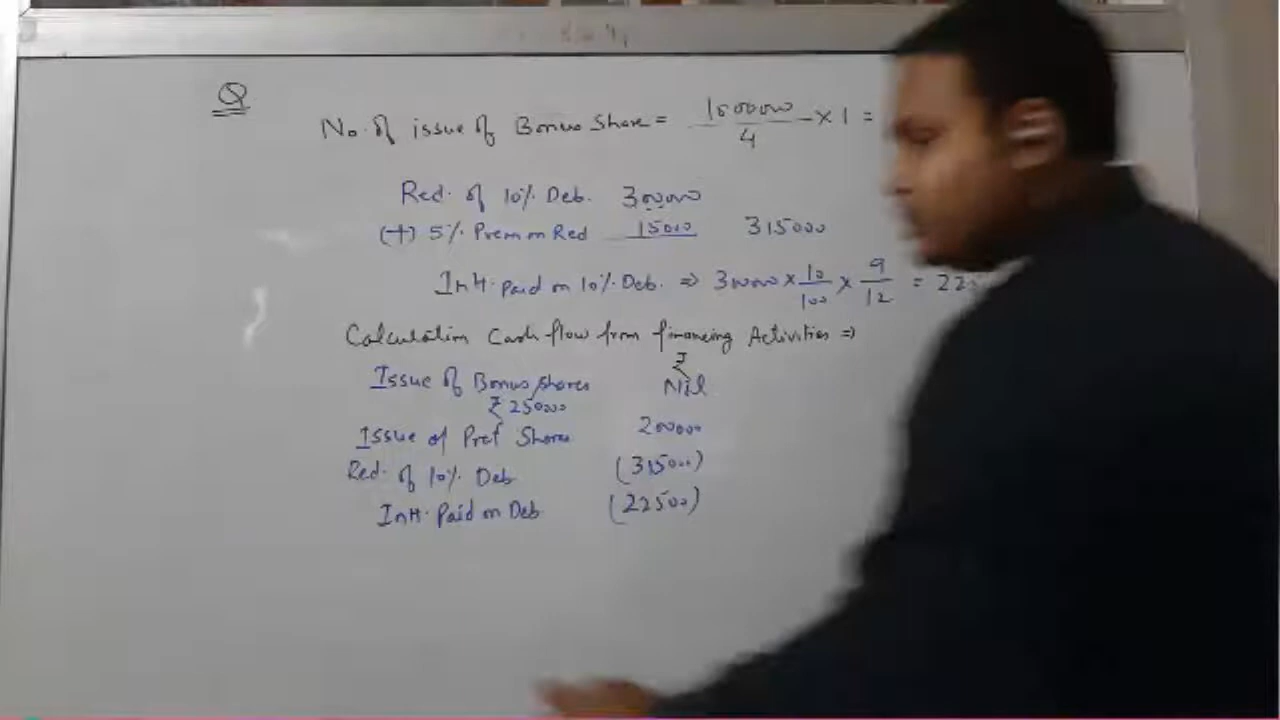 Q
No. of issue of Bonus Share = 1000000/4 × 1 =
Red. of 10% Deb. 300000
(+) 5% Prem on Red 15000 315000
Intt. Paid on 10% Deb. ⇒ 300000 × 10/100 × 9/12 = 22
Calculation Cash flow from financing Activities ⇒
₹
Issue of Bonus shares Nil
₹ 250000
Issue of Pref Shares 200000
Red. of 10% Deb (315000)
Intt. Paid on Deb (22500)